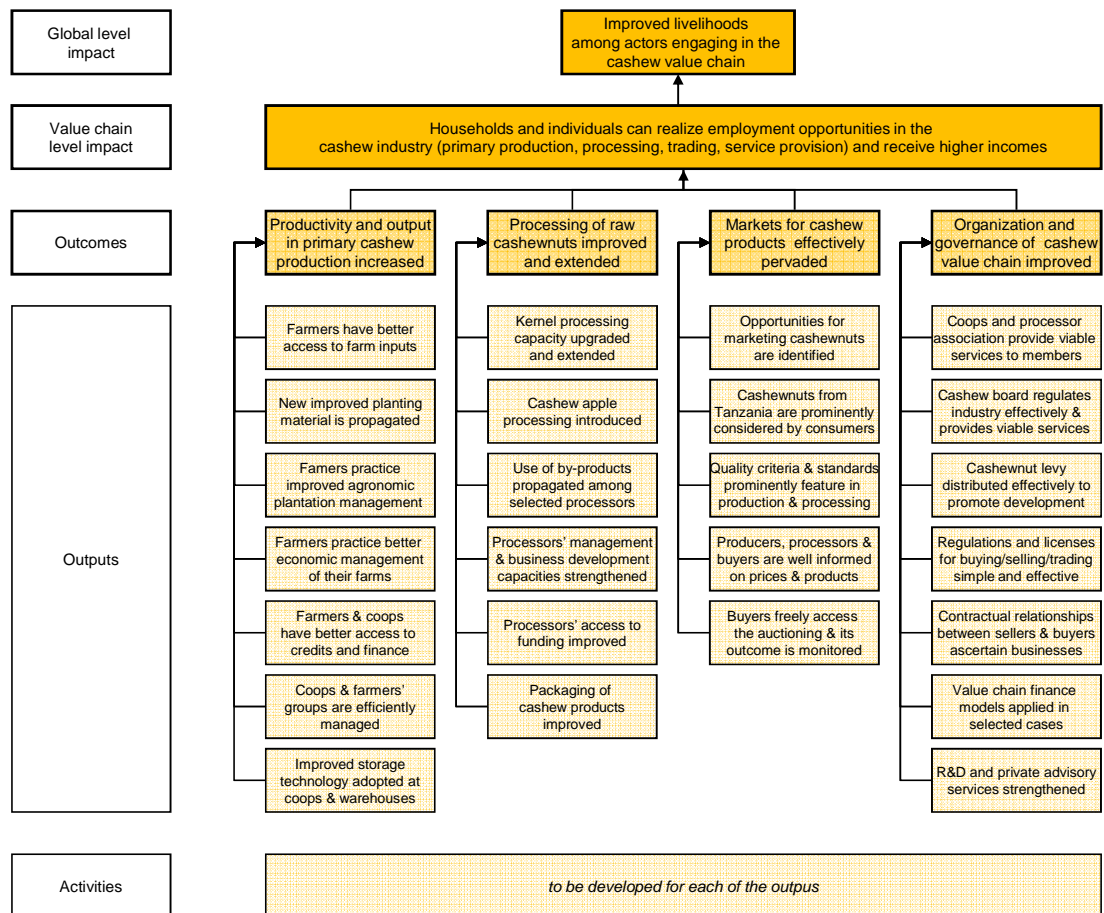 Global level
impact
Improved livelihoods
among actors engaging in the
cashew value chain
Value chain
level impact
Households and individuals can realize employment opportunities in the
cashew industry (primary production, processing, trading, service provision) and receive higher incomes
Outcomes
Productivity and output
in primary cashew
production increased
Processing of raw
cashewnuts improved
and extended
Markets for cashew
products effectively
pervaded
Organization and
governance of cashew
value chain improved
Outputs
Farmers have better
access to farm inputs
New improved planting
material is propagated
Famers practice
improved agronomic
plantation management
Farmers practice better
economic management
of their farms
Farmers & coops
have better access to
credits and finance
Coops & farmers'
groups are efficiently
managed
Improved storage
technology adopted at
coops & warehouses
Kernel processing
capacity upgraded
and extended
Cashew apple
processing introduced
Use of by-products
propagated among
selected processors
Processors' management
& business development
capacities strengthened
Processors' access to
funding improved
Packaging of
cashew products
improved
Opportunities for
marketing cashewnuts
are identified
Cashewnuts from
Tanzania are prominently
considered by consumers
Quality criteria & standards
prominently feature in
production & processing
Producers, processors &
buyers are well informed
on prices & products
Buyers freely access
the auctioning & its
outcome is monitored
Coops and processor
association provide viable
services to members
Cashew board regulates
industry effectively &
provides viable services
Cashewnut levy
distributed effectively to
promote development
Regulations and licenses
for buying/selling/trading
simple and effective
Contractual relationships
between sellers & buyers
ascertain businesses
Value chain finance
models applied in
selected cases
R&D and private advisory
services strengthened
Activities
to be developed for each of the outpus